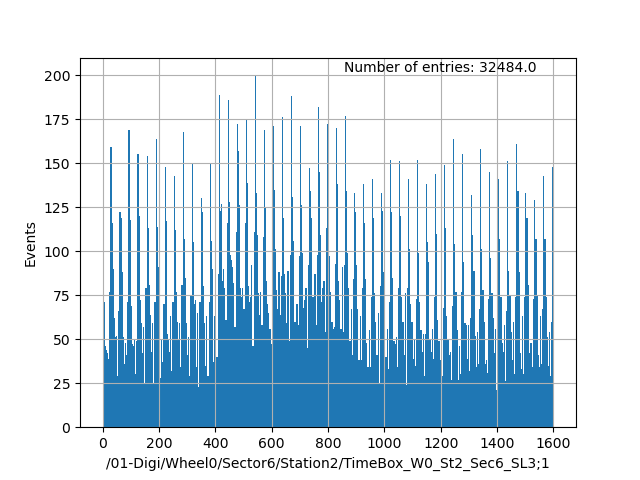 Number of entries: 32484.0
200
175
150
125
100
75
50
25
0
Events
0 200 400 600 800 1000 1200 1400 1600
/01-Digi/Wheel0/Sector6/Station2/TimeBox_W0_St2_Sec6_SL3;1